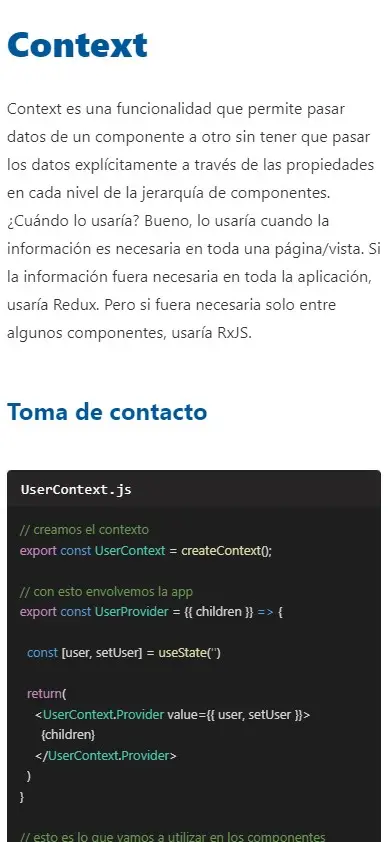 Context
Context es una funcionalidad que permite pasar
datos de un componente a otro sin tener que pasar
los datos explícitamente a través de las propiedades
en cada nivel de la jerarquía de componentes.
¿Cuándo lo usaría? Bueno, lo usaría cuando la
información es necesaria en toda una página/vista. Si
la información fuera necesaria en toda la aplicación,
usaría Redux. Pero si fuera necesaria solo entre
algunos componentes, usaría RxJS.
Toma de contacto
UserContext.js
// creamos el contexto
export const UserContext = createContext();
// con esto envolvemos la app
export const UserProvider = {{ children }} => {
const [user, setUser] = useState('')
return(
<UserContext.Provider value={{ user, setUser }}>
{children}
</UserContext.Provider>
)
}
// esto es lo que vamos a utilizar en los componentes